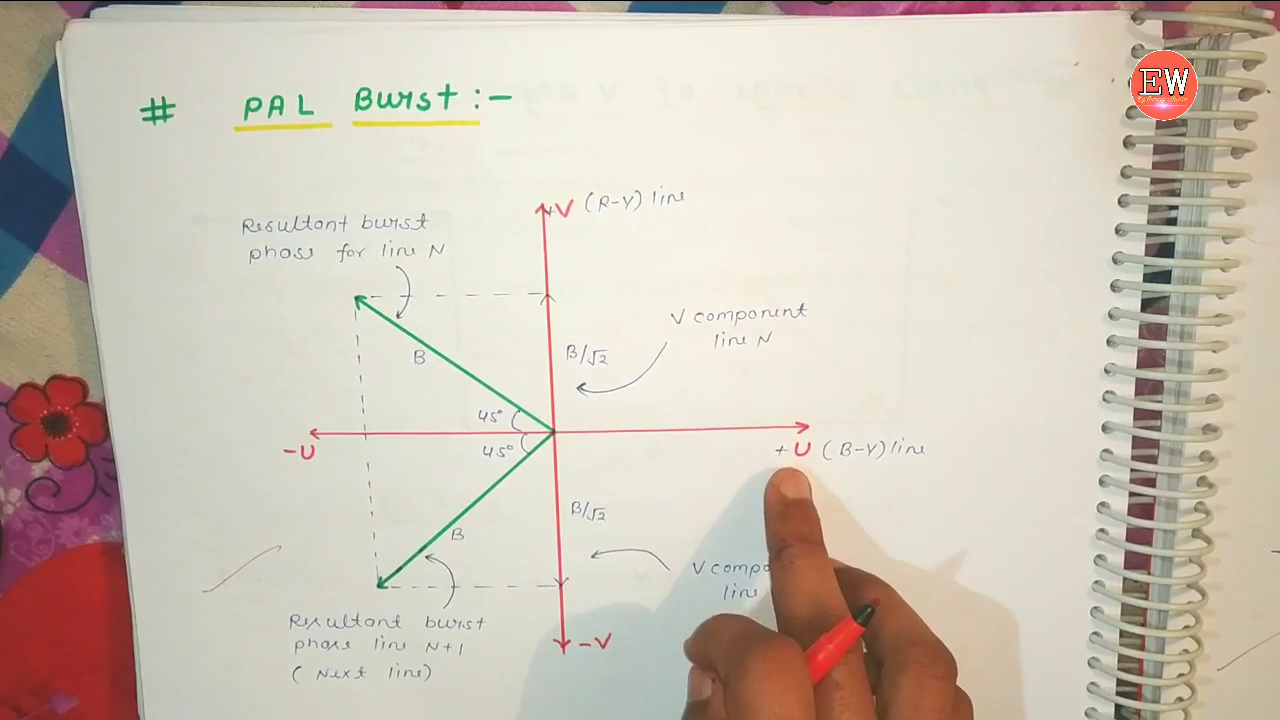 # PAL Burst :-
EW
+V (R-Y) line
Resultant burst
phase for line N
V component
line N
B
B/√2
45°
45°
-U
+U (B-Y) line
B/√2
B
V compo
line
Resultant burst
phase line N+1
(Next line)
-V